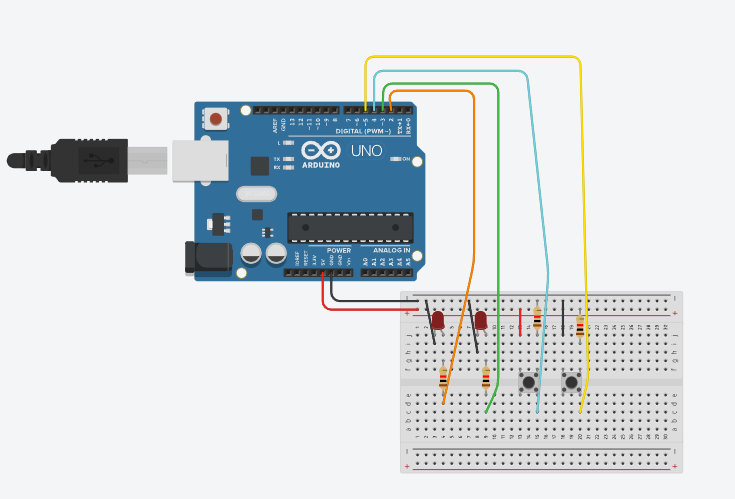 AREF
GND
13
12
~11
~10
~9
8
7
~6
~5
4
~3
2
TX→1
RX←0
DIGITAL (PWM~)
L
TX
RX
UNO
ARDUINO
ON
POWER
ANALOG IN
IOREF
RESET
3.3V
5V
GND
GND
Vin
A0
A1
A2
A3
A4
A5
j
i
h
g
f
e
d
c
b
a